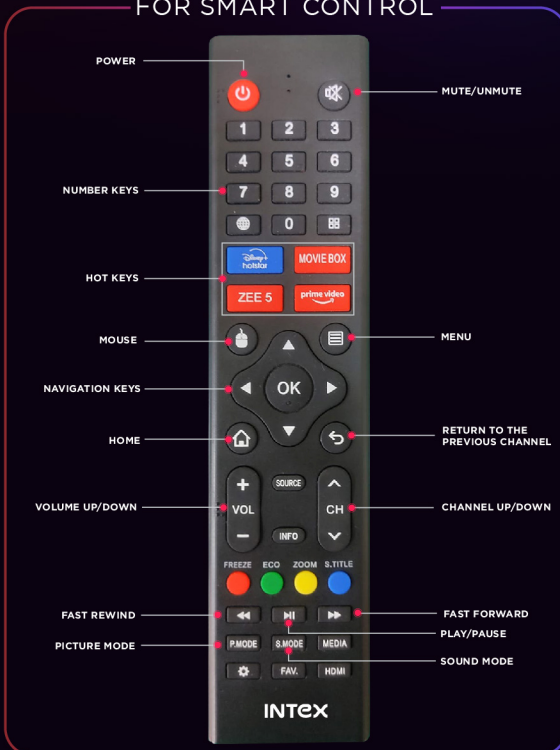 FOR SMART CONTROL
POWER
MUTE/UNMUTE
1 2 3
4 5 6
NUMBER KEYS
7 8 9
0
HOT KEYS
Disney+ hotstar
MOVIE BOX
ZEE 5
prime video
MOUSE
MENU
NAVIGATION KEYS
OK
HOME
RETURN TO THE
PREVIOUS CHANNEL
VOLUME UP/DOWN
+
VOL
−
SOURCE
INFO
CH
CHANNEL UP/DOWN
FREEZE ECO ZOOM S.TITLE
FAST REWIND
FAST FORWARD
PLAY/PAUSE
PICTURE MODE
P.MODE S.MODE MEDIA
SOUND MODE
FAV. HDMI
INTEX